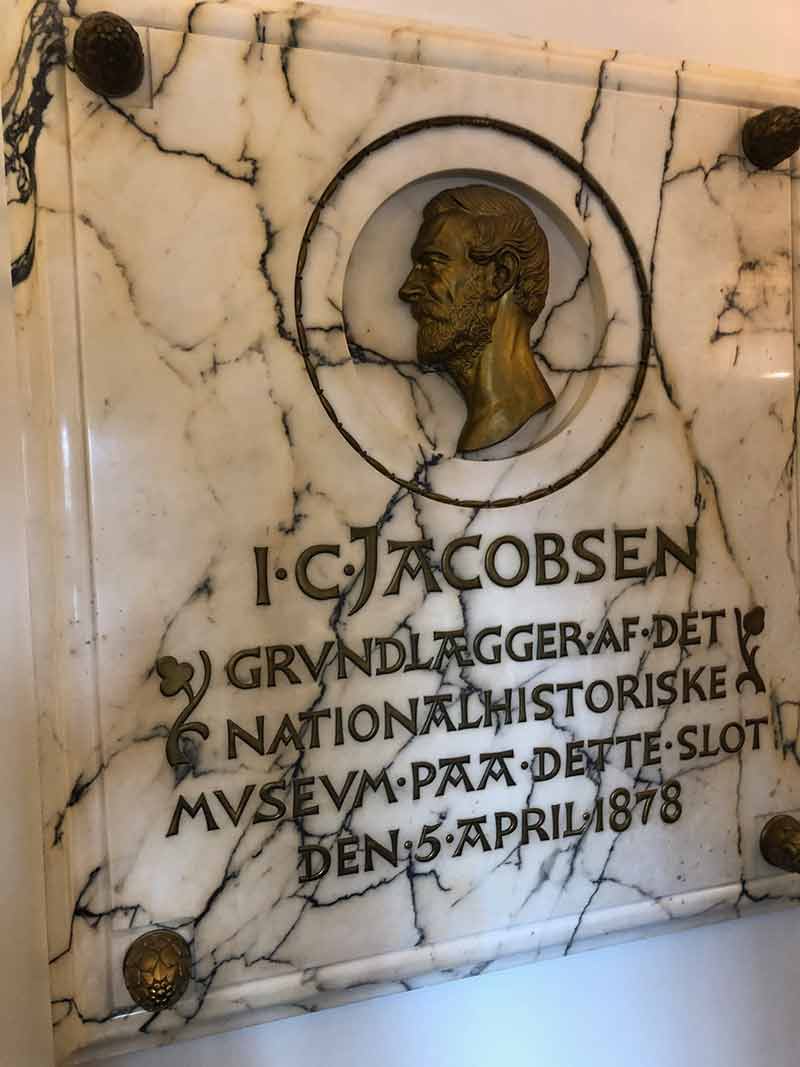 I·C·JACOBSEN
GRVNDLÆGGER·AF·DET
NATIONALHISTORISKE
MVSEVM·PAA·DETTE·SLOT
DEN·5·APRIL·1878